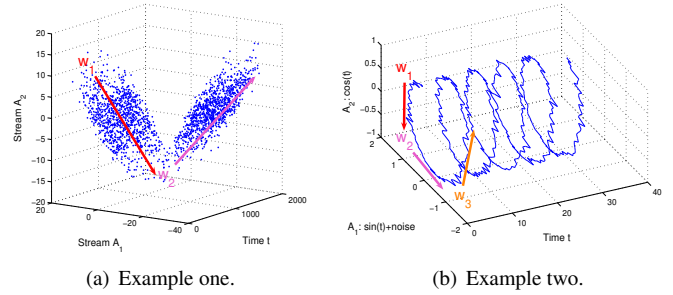 20
15
10
5
0
−5
−10
−15
−20
Stream A2
w1
w2
20
0
−20
−40
Stream A1
0
1000
2000
Time t
(a) Example one.
1
0.5
0
−0.5
−1
A2: cos(t)
w1
w2
w3
2
1
0
−1
−2
A1: sin(t)+noise
0
10
20
30
40
Time t
(b) Example two.